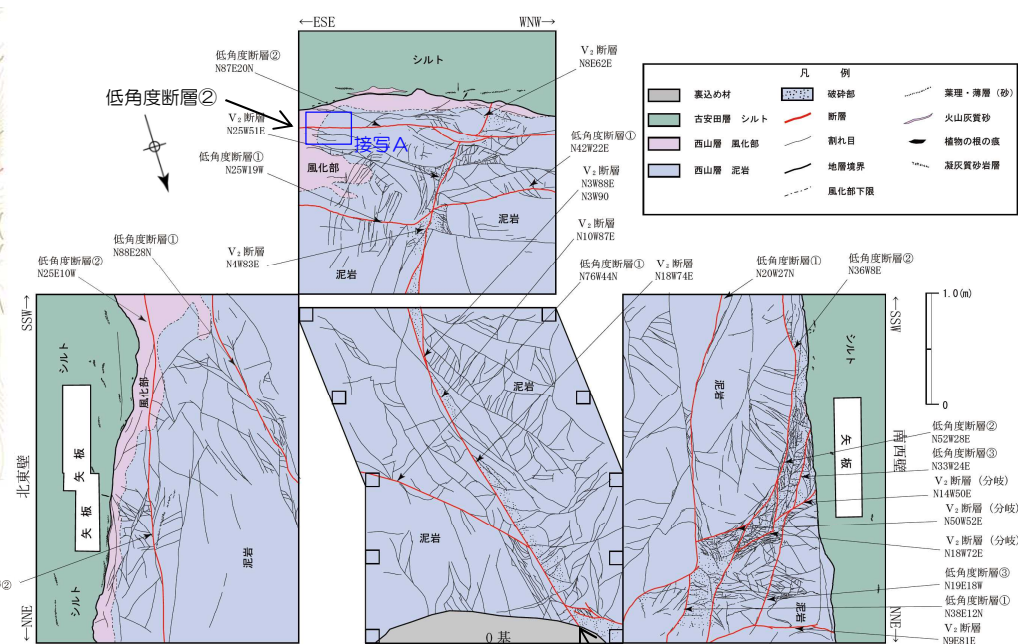 ←ESE
WNW→
低角度断層②
N87E20N
シルト
V₂断層
N8E62E
低角度断層②
V₂断層
N25W51E
接写A
低角度断層①
N42W22E
低角度断層①
N25W19W
風化部
V₂断層
N3W88E
N3W90
泥岩
V₂断層
N10W87E
V₂断層
N4W83E
泥岩
凡 例
裏込め材
破砕部
葉理・薄層（砂）
古安田層 シルト
断層
火山灰質砂
西山層 風化部
割れ目
植物の根の痕
西山層 泥岩
地層境界
凝灰質砂岩層
風化部下限
低角度断層②
N25E10W
低角度断層①
N88E28N
低角度断層①
N76W44N
V₂断層
N18W74E
低角度断層①
N20W27N
低角度断層②
N36W8E
1.0(m)
0
SSW→
←NNE
北東壁
シルト
矢板
矢板
風化部
泥岩
シルト
②
泥岩
泥岩
0基
泥岩
シルト
矢板
泥岩
←SSW
南西壁
NNE→
低角度断層②
N52W28E
低角度断層③
N33W24E
V₂断層（分岐）
N14W50E
V₂断層（分岐）
N50W52E
V₂断層（分岐）
N18W72E
低角度断層③
N19E18W
低角度断層①
N38E12N
V₂断層
N9E81E